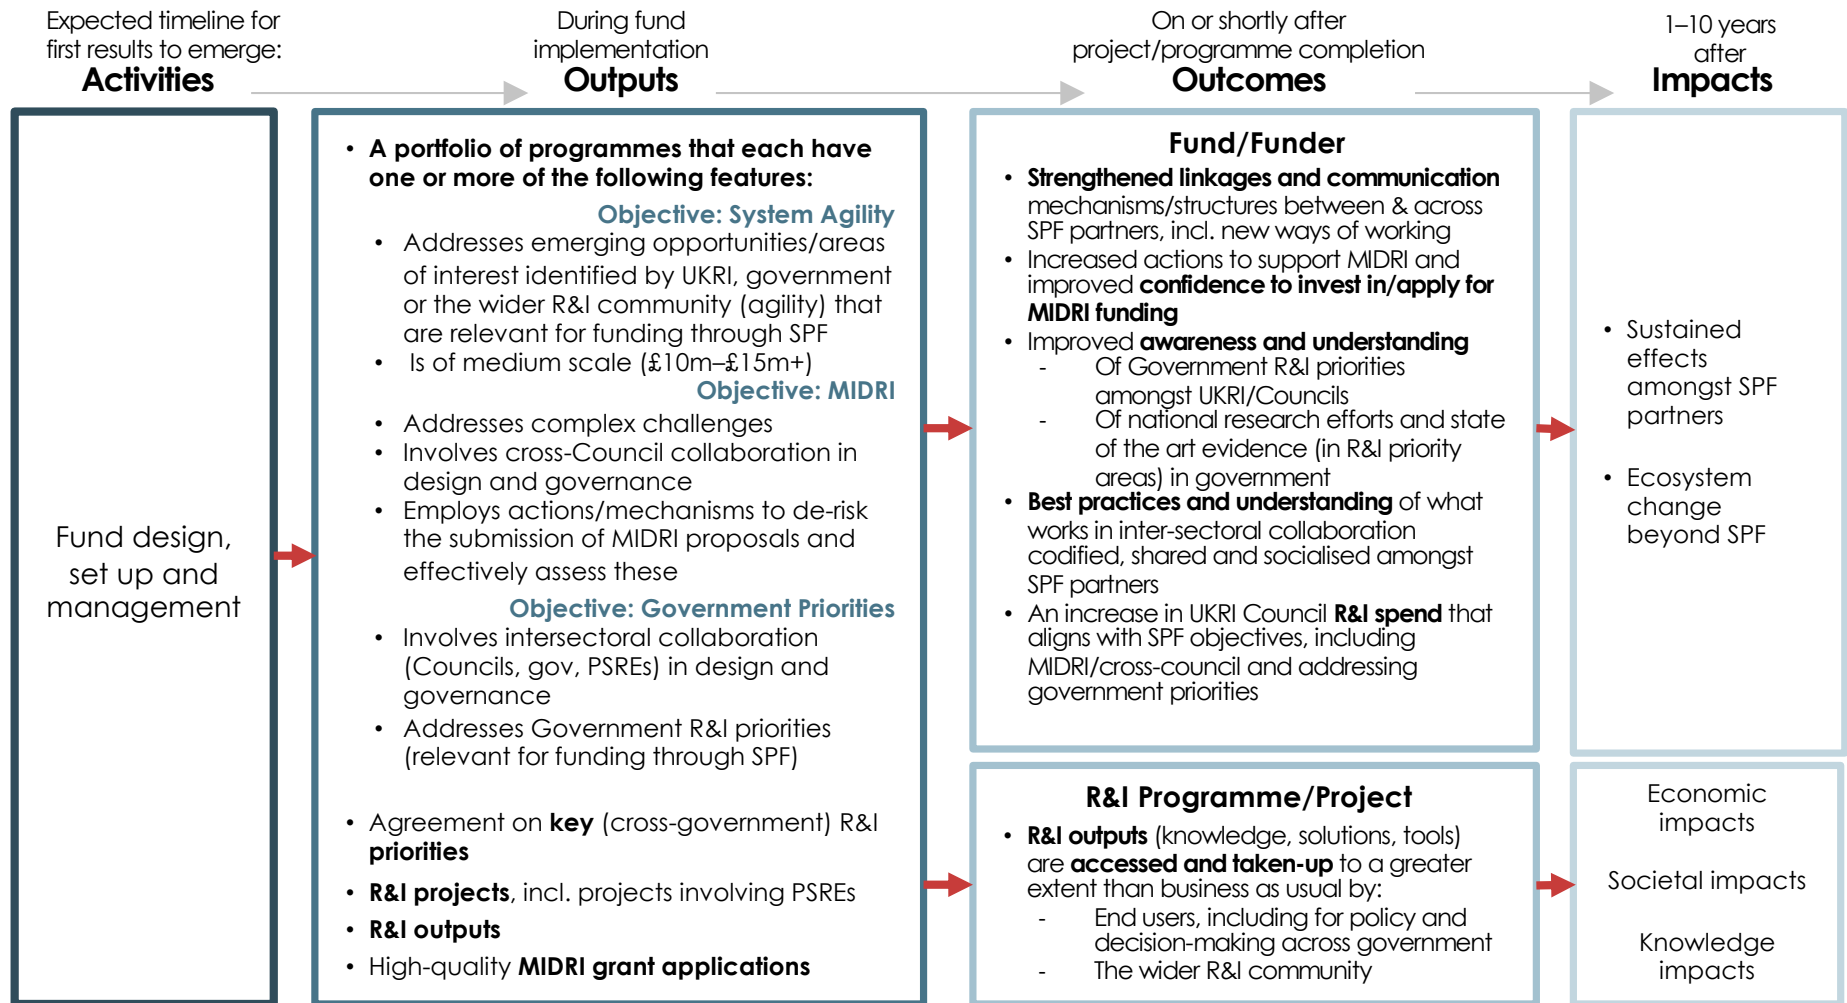 Expected timeline for
first results to emerge:
Activities
During fund
implementation
Outputs
On or shortly after
project/programme completion
Outcomes
1–10 years
after
Impacts
Fund design,
set up and
management
• A portfolio of programmes that each have
one or more of the following features:
Objective: System Agility
• Addresses emerging opportunities/areas
of interest identified by UKRI, government
or the wider R&I community (agility) that
are relevant for funding through SPF
• Is of medium scale (£10m–£15m+)
Objective: MIDRI
• Addresses complex challenges
• Involves cross-Council collaboration in
design and governance
• Employs actions/mechanisms to de-risk
the submission of MIDRI proposals and
effectively assess these
Objective: Government Priorities
• Involves intersectoral collaboration
(Councils, gov, PSREs) in design and
governance
• Addresses Government R&I priorities
(relevant for funding through SPF)
• Agreement on key (cross-government) R&I
priorities
• R&I projects, incl. projects involving PSREs
• R&I outputs
• High-quality MIDRI grant applications
Fund/Funder
• Strengthened linkages and communication
mechanisms/structures between & across
SPF partners, incl. new ways of working
• Increased actions to support MIDRI and
improved confidence to invest in/apply for
MIDRI funding
• Improved awareness and understanding
- Of Government R&I priorities
amongst UKRI/Councils
- Of national research efforts and state
of the art evidence (in R&I priority
areas) in government
• Best practices and understanding of what
works in inter-sectoral collaboration
codified, shared and socialised amongst
SPF partners
• An increase in UKRI Council R&I spend that
aligns with SPF objectives, including
MIDRI/cross-council and addressing
government priorities
R&I Programme/Project
• R&I outputs (knowledge, solutions, tools)
are accessed and taken-up to a greater
extent than business as usual by:
- End users, including for policy and
decision-making across government
- The wider R&I community
• Sustained
effects
amongst SPF
partners
• Ecosystem
change
beyond SPF
Economic
impacts
Societal impacts
Knowledge
impacts